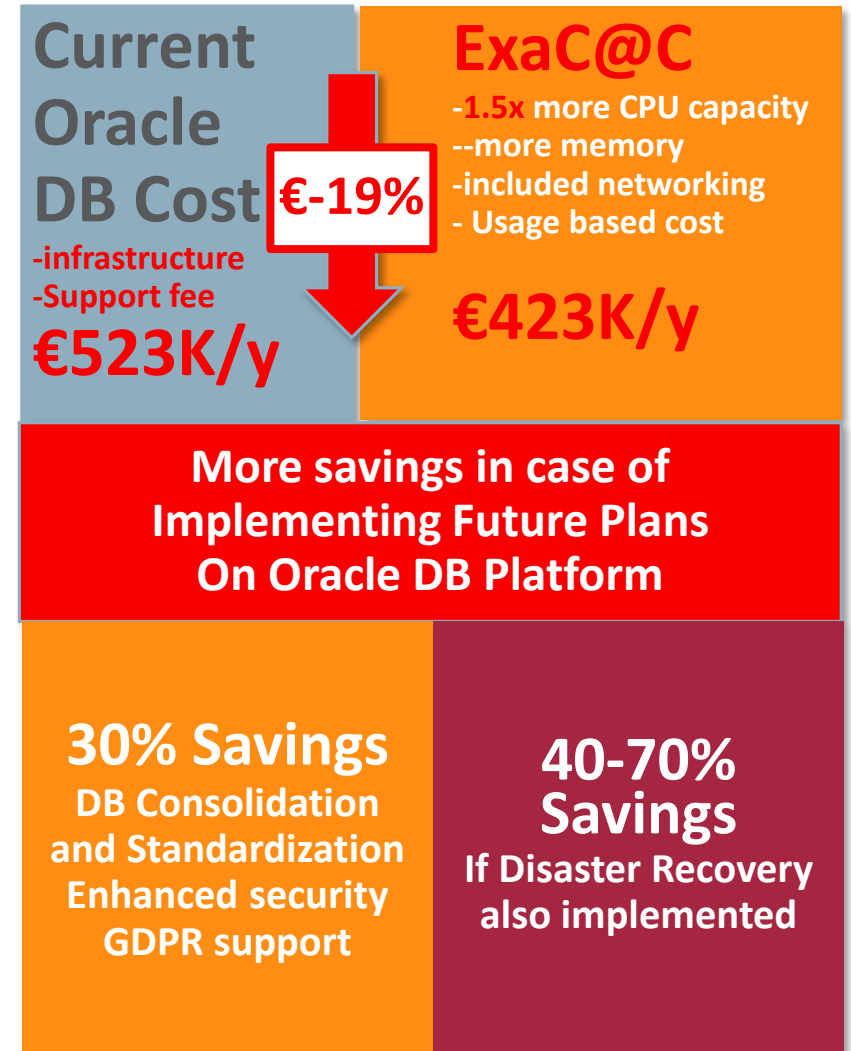 Current
Oracle
DB Cost
-infrastructure
-Support fee
€523K/y
€-19%
ExaC@C
-1.5x more CPU capacity
--more memory
-included networking
- Usage based cost
€423K/y
More savings in case of
Implementing Future Plans
On Oracle DB Platform
30% Savings
DB Consolidation
and Standardization
Enhanced security
GDPR support
40-70%
Savings
If Disaster Recovery
also implemented